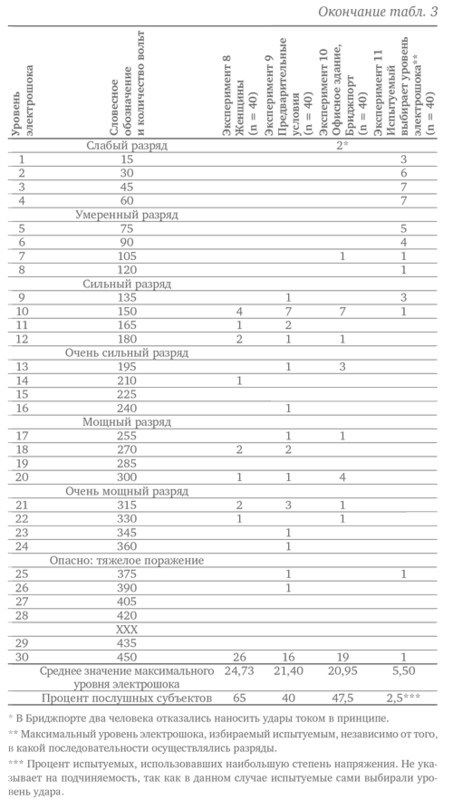 Окончание табл. 3
Уровень электрошока Словесное обозначение и количество вольт Эксперимент 8 Женщины (n = 40) Эксперимент 9 Предварительные условия (n = 40) Эксперимент 10 Офисное здание, Бриджпорт (n = 40) Эксперимент 11 Испытуемый выбирает уровень электрошока** (n = 40)
Слабый разряд 2*
1 15 3
2 30 6
3 45 7
4 60 7
Умеренный разряд
5 75 5
6 90 4
7 105 1 1
8 120 1
Сильный разряд
9 135 1 3
10 150 4 7 7 1
11 165 1 2
12 180 2 1 1
Очень сильный разряд
13 195 1 3
14 210 1
15 225
16 240 1
Мощный разряд
17 255 1 1
18 270 2 2
19 285
20 300 1 1 4
Очень мощный разряд
21 315 2 3 1
22 330 1 1
23 345 1
24 360 1
Опасно: тяжелое поражение
25 375 1 1
26 390 1
27 405
28 420
XXX
29 435
30 450 26 16 19 1
Среднее значение максимального 24,73 21,40 20,95 5,50
уровня электрошока
Процент послушных субъектов 65 40 47,5 2,5***
* В Бриджпорте два человека отказались наносить удары током в принципе.
** Максимальный уровень электрошока, избираемый испытуемым, независимо от того,
в какой последовательности осуществлялись разряды.
*** Процент испытуемых, использовавших наибольшую степень напряжения. Не ука-
зывает на подчиняемость, так как в данном случае испытуемые сами выбирали уро-
вень удара.